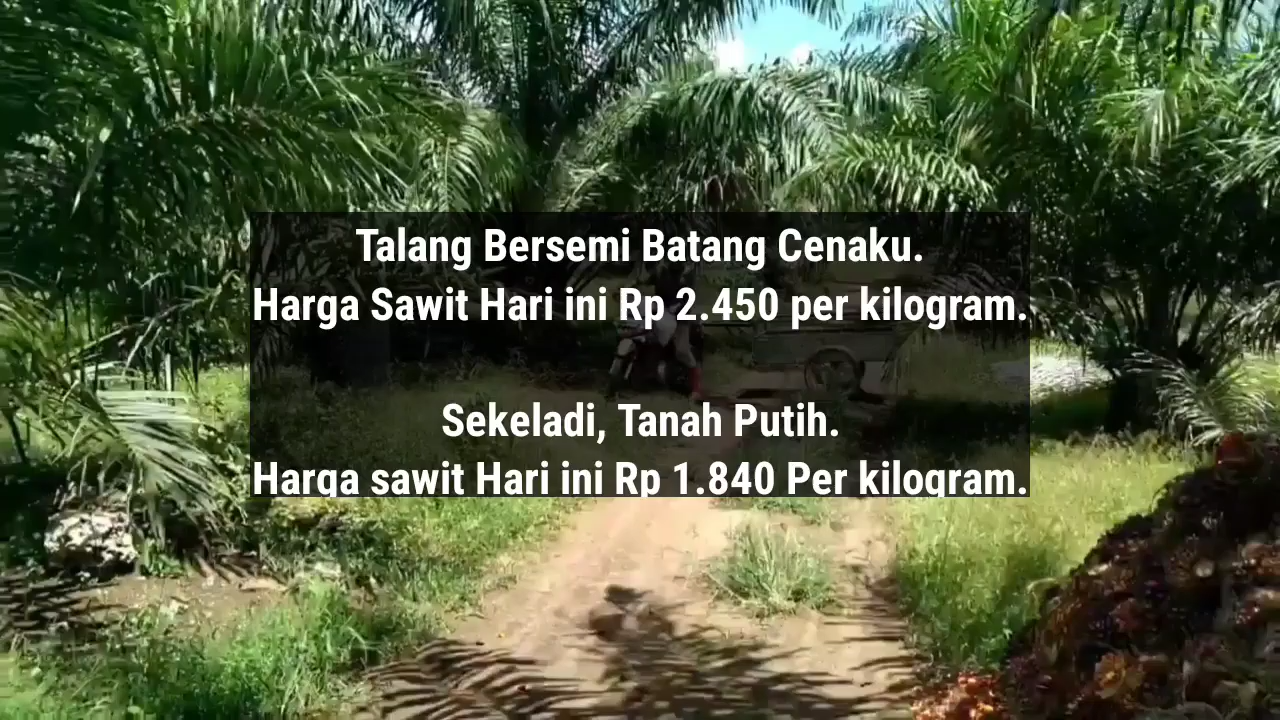 Talang Bersemi Batang Cenaku.
Harga Sawit Hari ini Rp 2.450 per kilogram.
Sekeladi, Tanah Putih.
Harga sawit Hari ini Rp 1.840 Per kilogram.